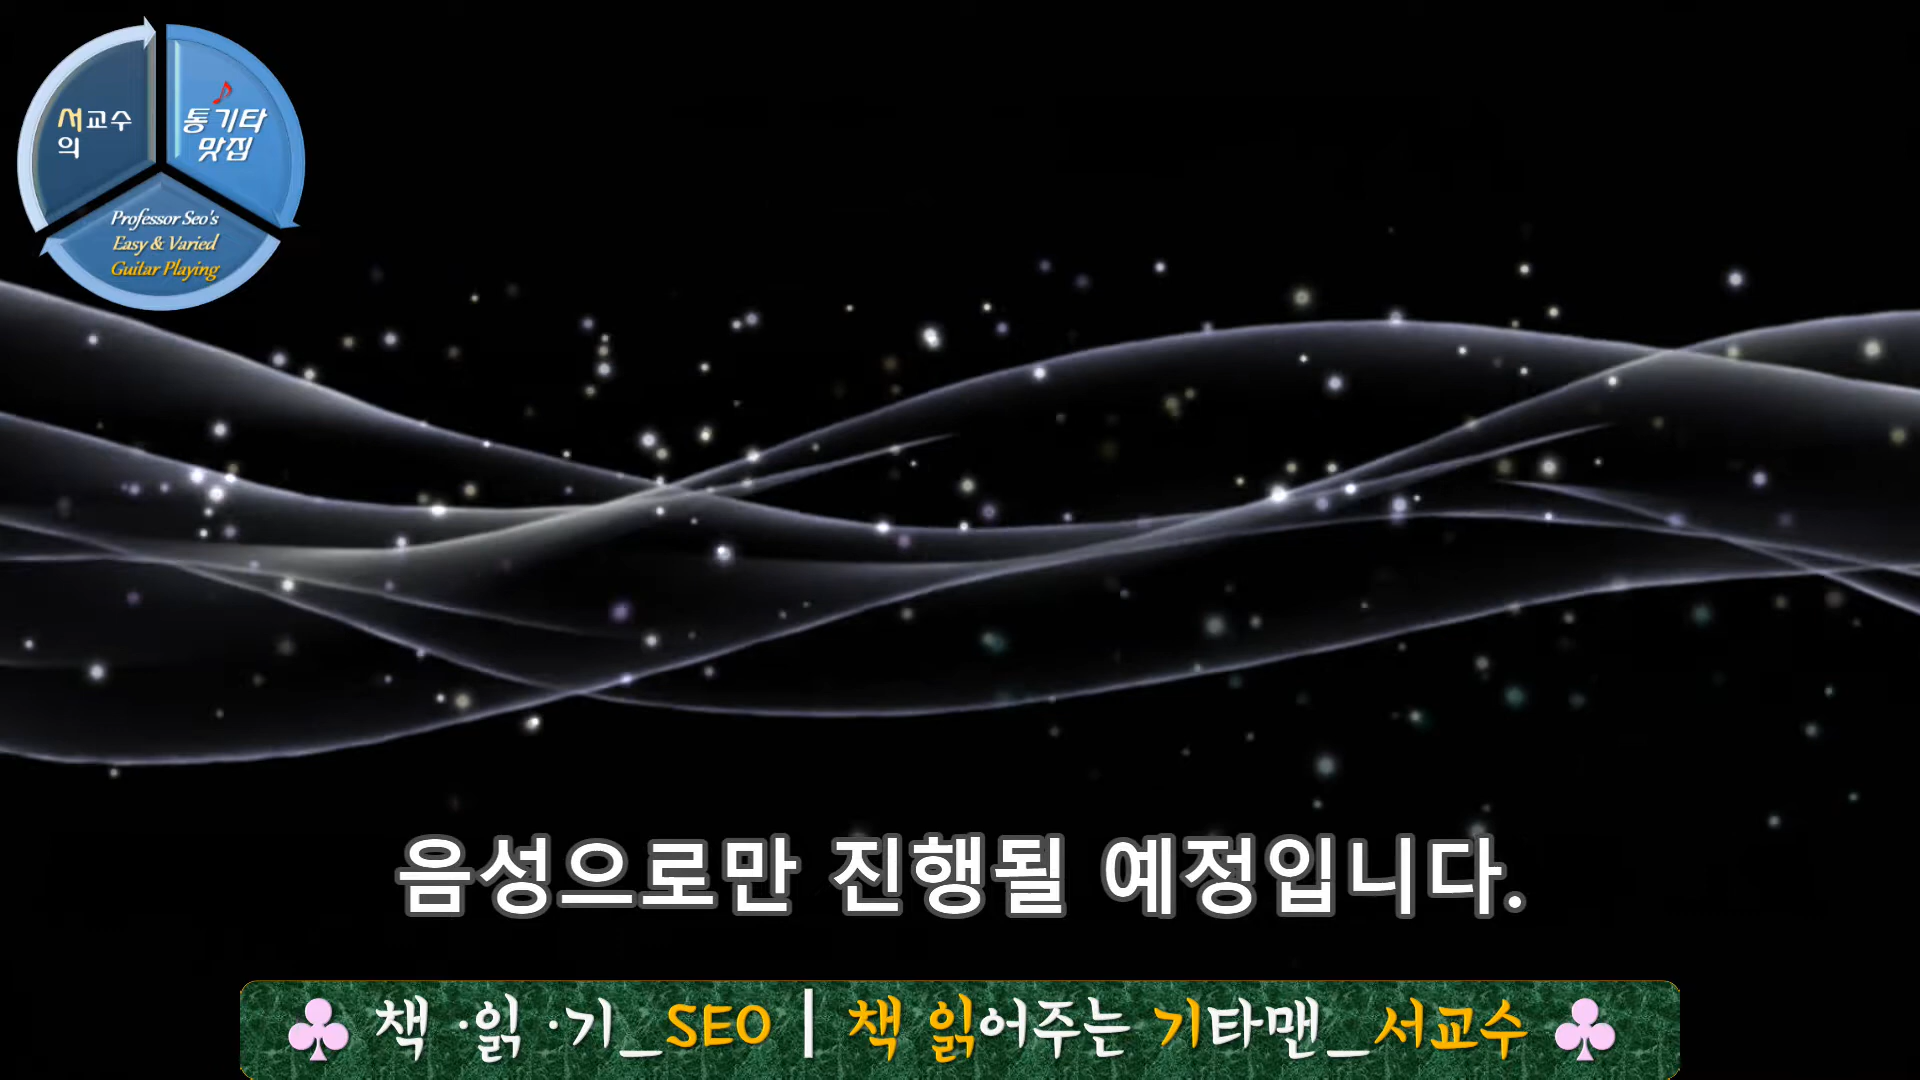 서교수
의
통기타
맛집
Professor Seo's
Easy & Varied
Guitar Playing
음성으로만 진행될 예정입니다.
♣ 책 ·읽 ·기_SEO | 책 읽어주는 기타맨_서교수 ♣